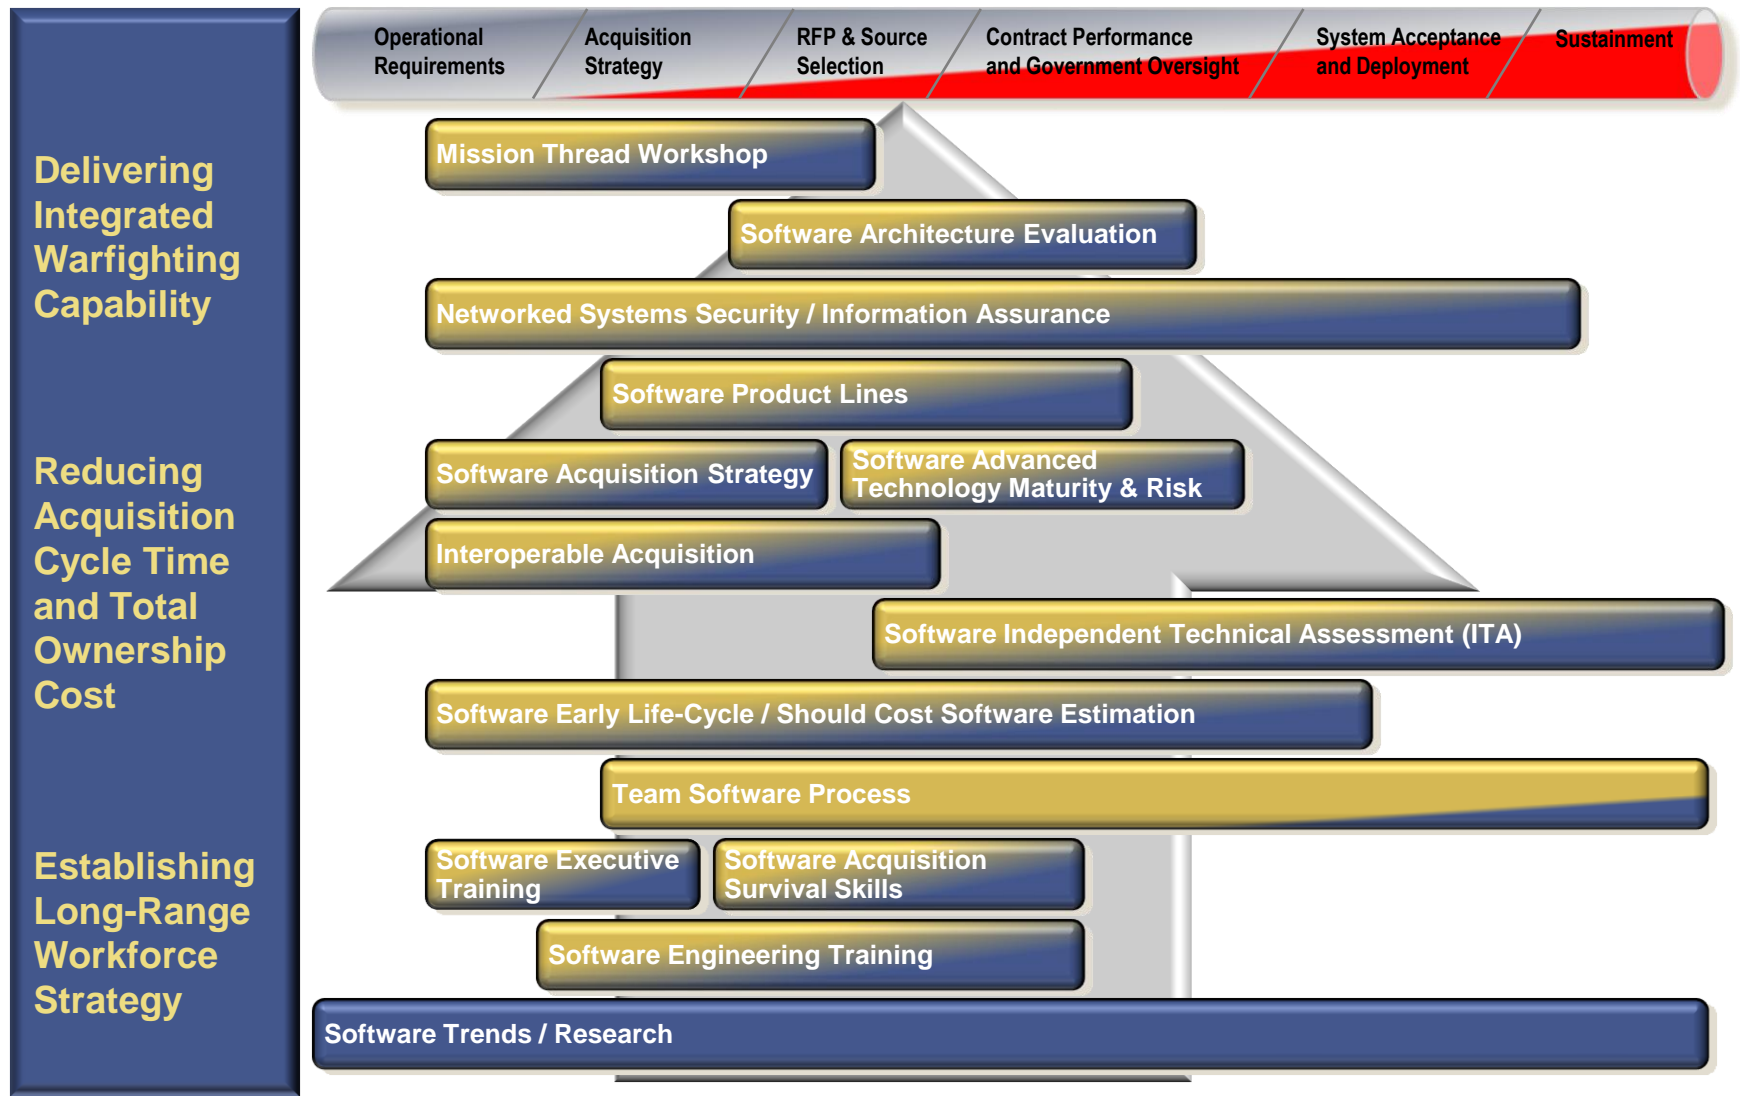 Delivering
Integrated
Warfighting
Capability
Reducing
Acquisition
Cycle Time
and Total
Ownership
Cost
Establishing
Long-Range
Workforce
Strategy
Operational
Requirements
Acquisition
Strategy
RFP & Source
Selection
Contract Performance
and Government Oversight
System Acceptance
and Deployment
Sustainment
Mission Thread Workshop
Software Architecture Evaluation
Networked Systems Security / Information Assurance
Software Product Lines
Software Acquisition Strategy
Software Advanced
Technology Maturity & Risk
Interoperable Acquisition
Software Independent Technical Assessment (ITA)
Software Early Life-Cycle / Should Cost Software Estimation
Team Software Process
Software Executive
Training
Software Acquisition
Survival Skills
Software Engineering Training
Software Trends / Research